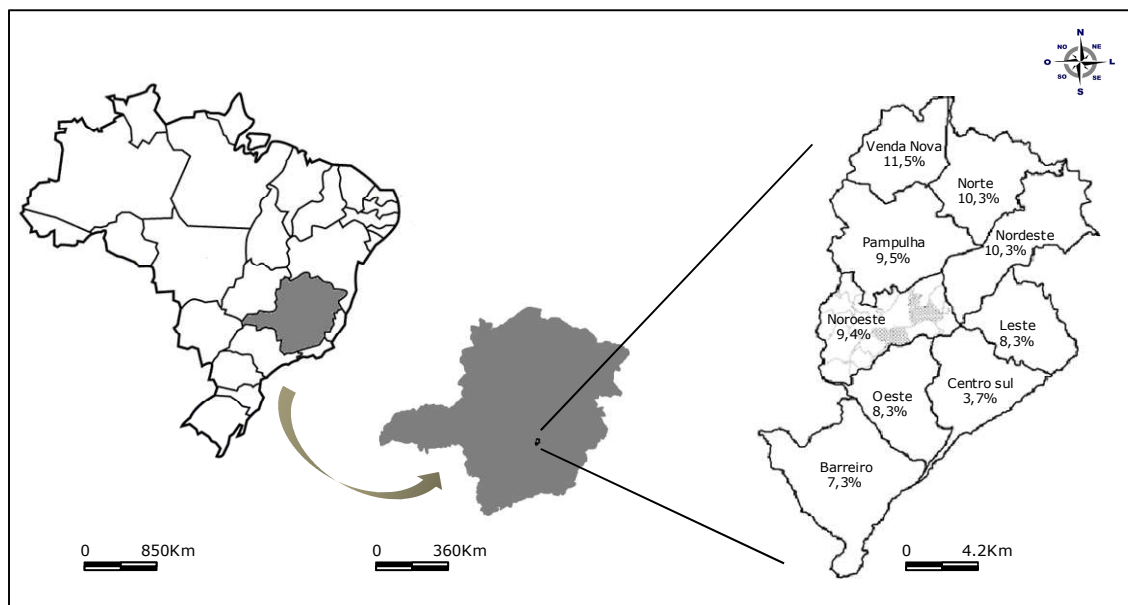 N
NO
NE
O
L
SO
SE
S
Venda Nova
11,5%
Norte
10,3%
Nordeste
10,3%
Pampulha
9,5%
Noroeste
9,4%
Leste
8,3%
Centro sul
3,7%
Oeste
8,3%
Barreiro
7,3%
0 850Km
0 360Km
0 4.2Km